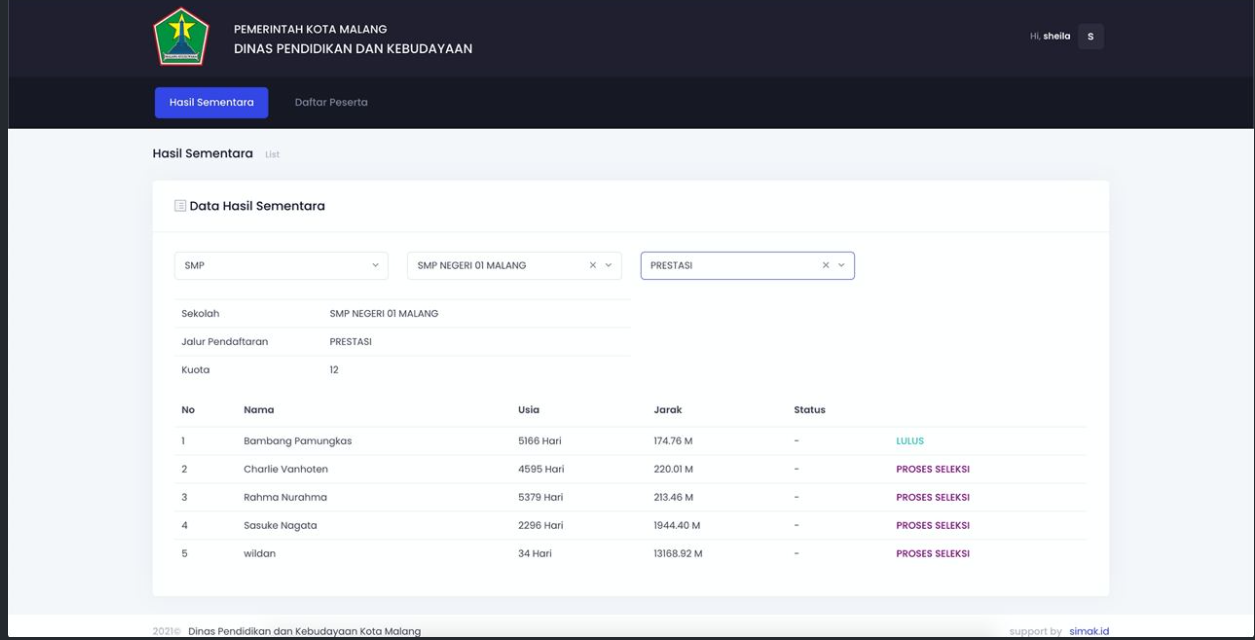 PEMERINTAH KOTA MALANG
DINAS PENDIDIKAN DAN KEBUDAYAAN
Hi, sheila S
Hasil Sementara Daftar Peserta
Hasil Sementara List
Data Hasil Sementara
SMP SMP NEGERI 01 MALANG × PRESTASI ×
Sekolah SMP NEGERI 01 MALANG
Jalur Pendaftaran PRESTASI
Kuota 12
No Nama Usia Jarak Status
1 Bambang Pamungkas 5166 Hari 174.76 M - LULUS
2 Charlie Vanhoten 4595 Hari 220.01 M - PROSES SELEKSI
3 Rahma Nurahma 5379 Hari 213.46 M - PROSES SELEKSI
4 Sasuke Nagata 2296 Hari 1944.40 M - PROSES SELEKSI
5 wildan 34 Hari 13168.92 M - PROSES SELEKSI
2021© Dinas Pendidikan dan Kebudayaan Kota Malang support by simak.id